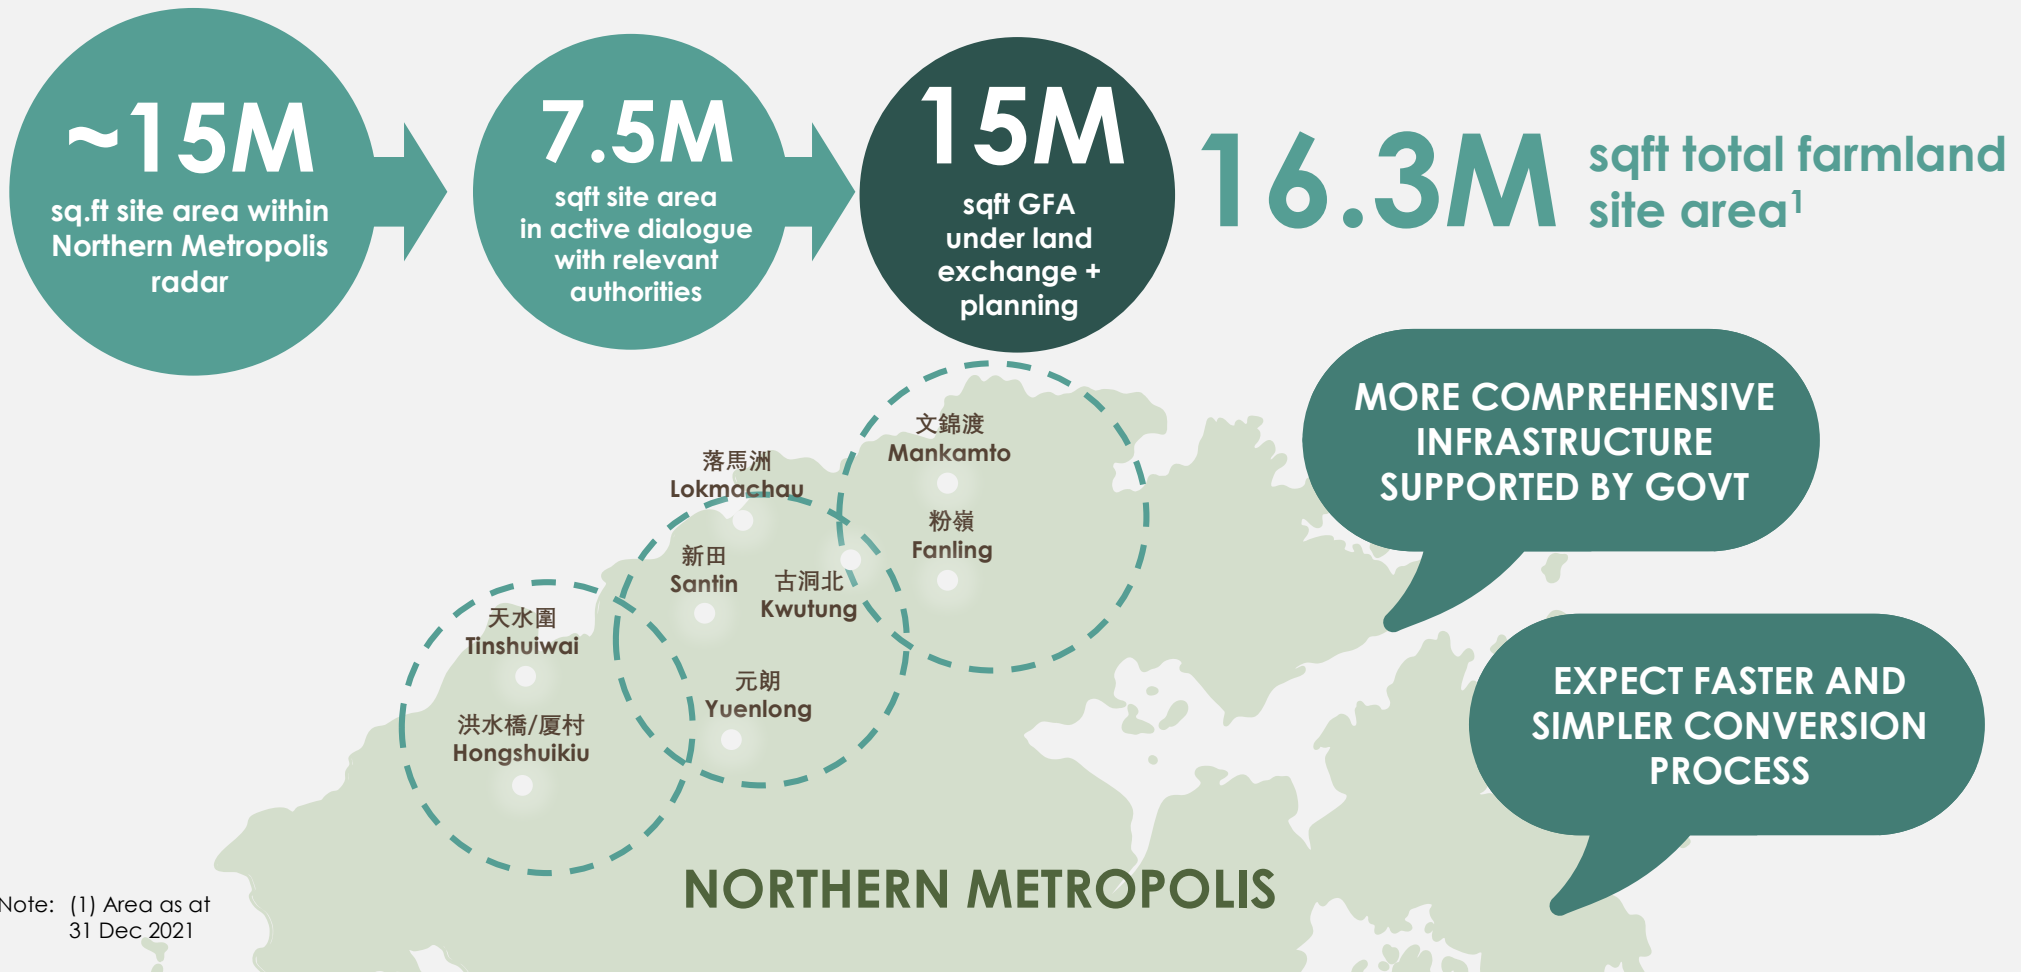 ~15M
sq.ft site area within
Northern Metropolis
radar
7.5M
sqft site area
in active dialogue
with relevant
authorities
15M
sqft GFA
under land
exchange +
planning
16.3M
sqft total farmland
site area¹
MORE COMPREHENSIVE
INFRASTRUCTURE
SUPPORTED BY GOVT
EXPECT FASTER AND
SIMPLER CONVERSION
PROCESS
文錦渡
Mankamto
落馬洲
Lokmachau
粉嶺
Fanling
新田
Santin
古洞北
Kwutung
天水圍
Tinshuiwai
元朗
Yuenlong
洪水橋/厦村
Hongshuikiu
NORTHERN METROPOLIS
Note: (1) Area as at
31 Dec 2021